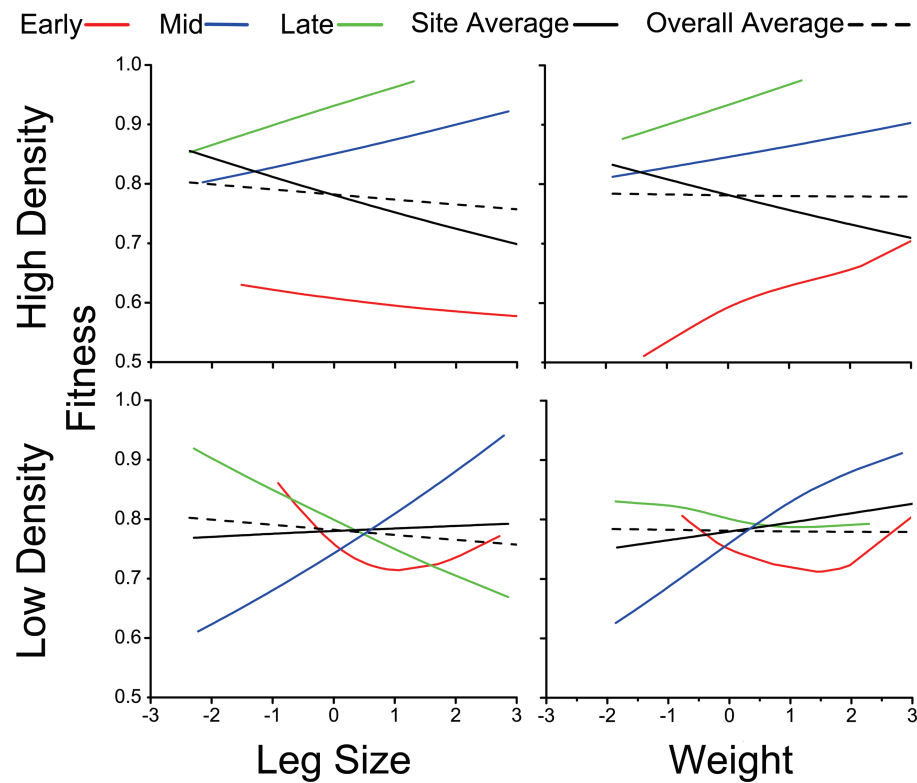 Early Mid Late Site Average Overall Average
High Density
Low Density
Fitness
1.0
0.9
0.8
0.7
0.6
0.5
1.0
0.9
0.8
0.7
0.6
0.5
-3 -2 -1 0 1 2 3
-3 -2 -1 0 1 2 3
Leg Size Weight